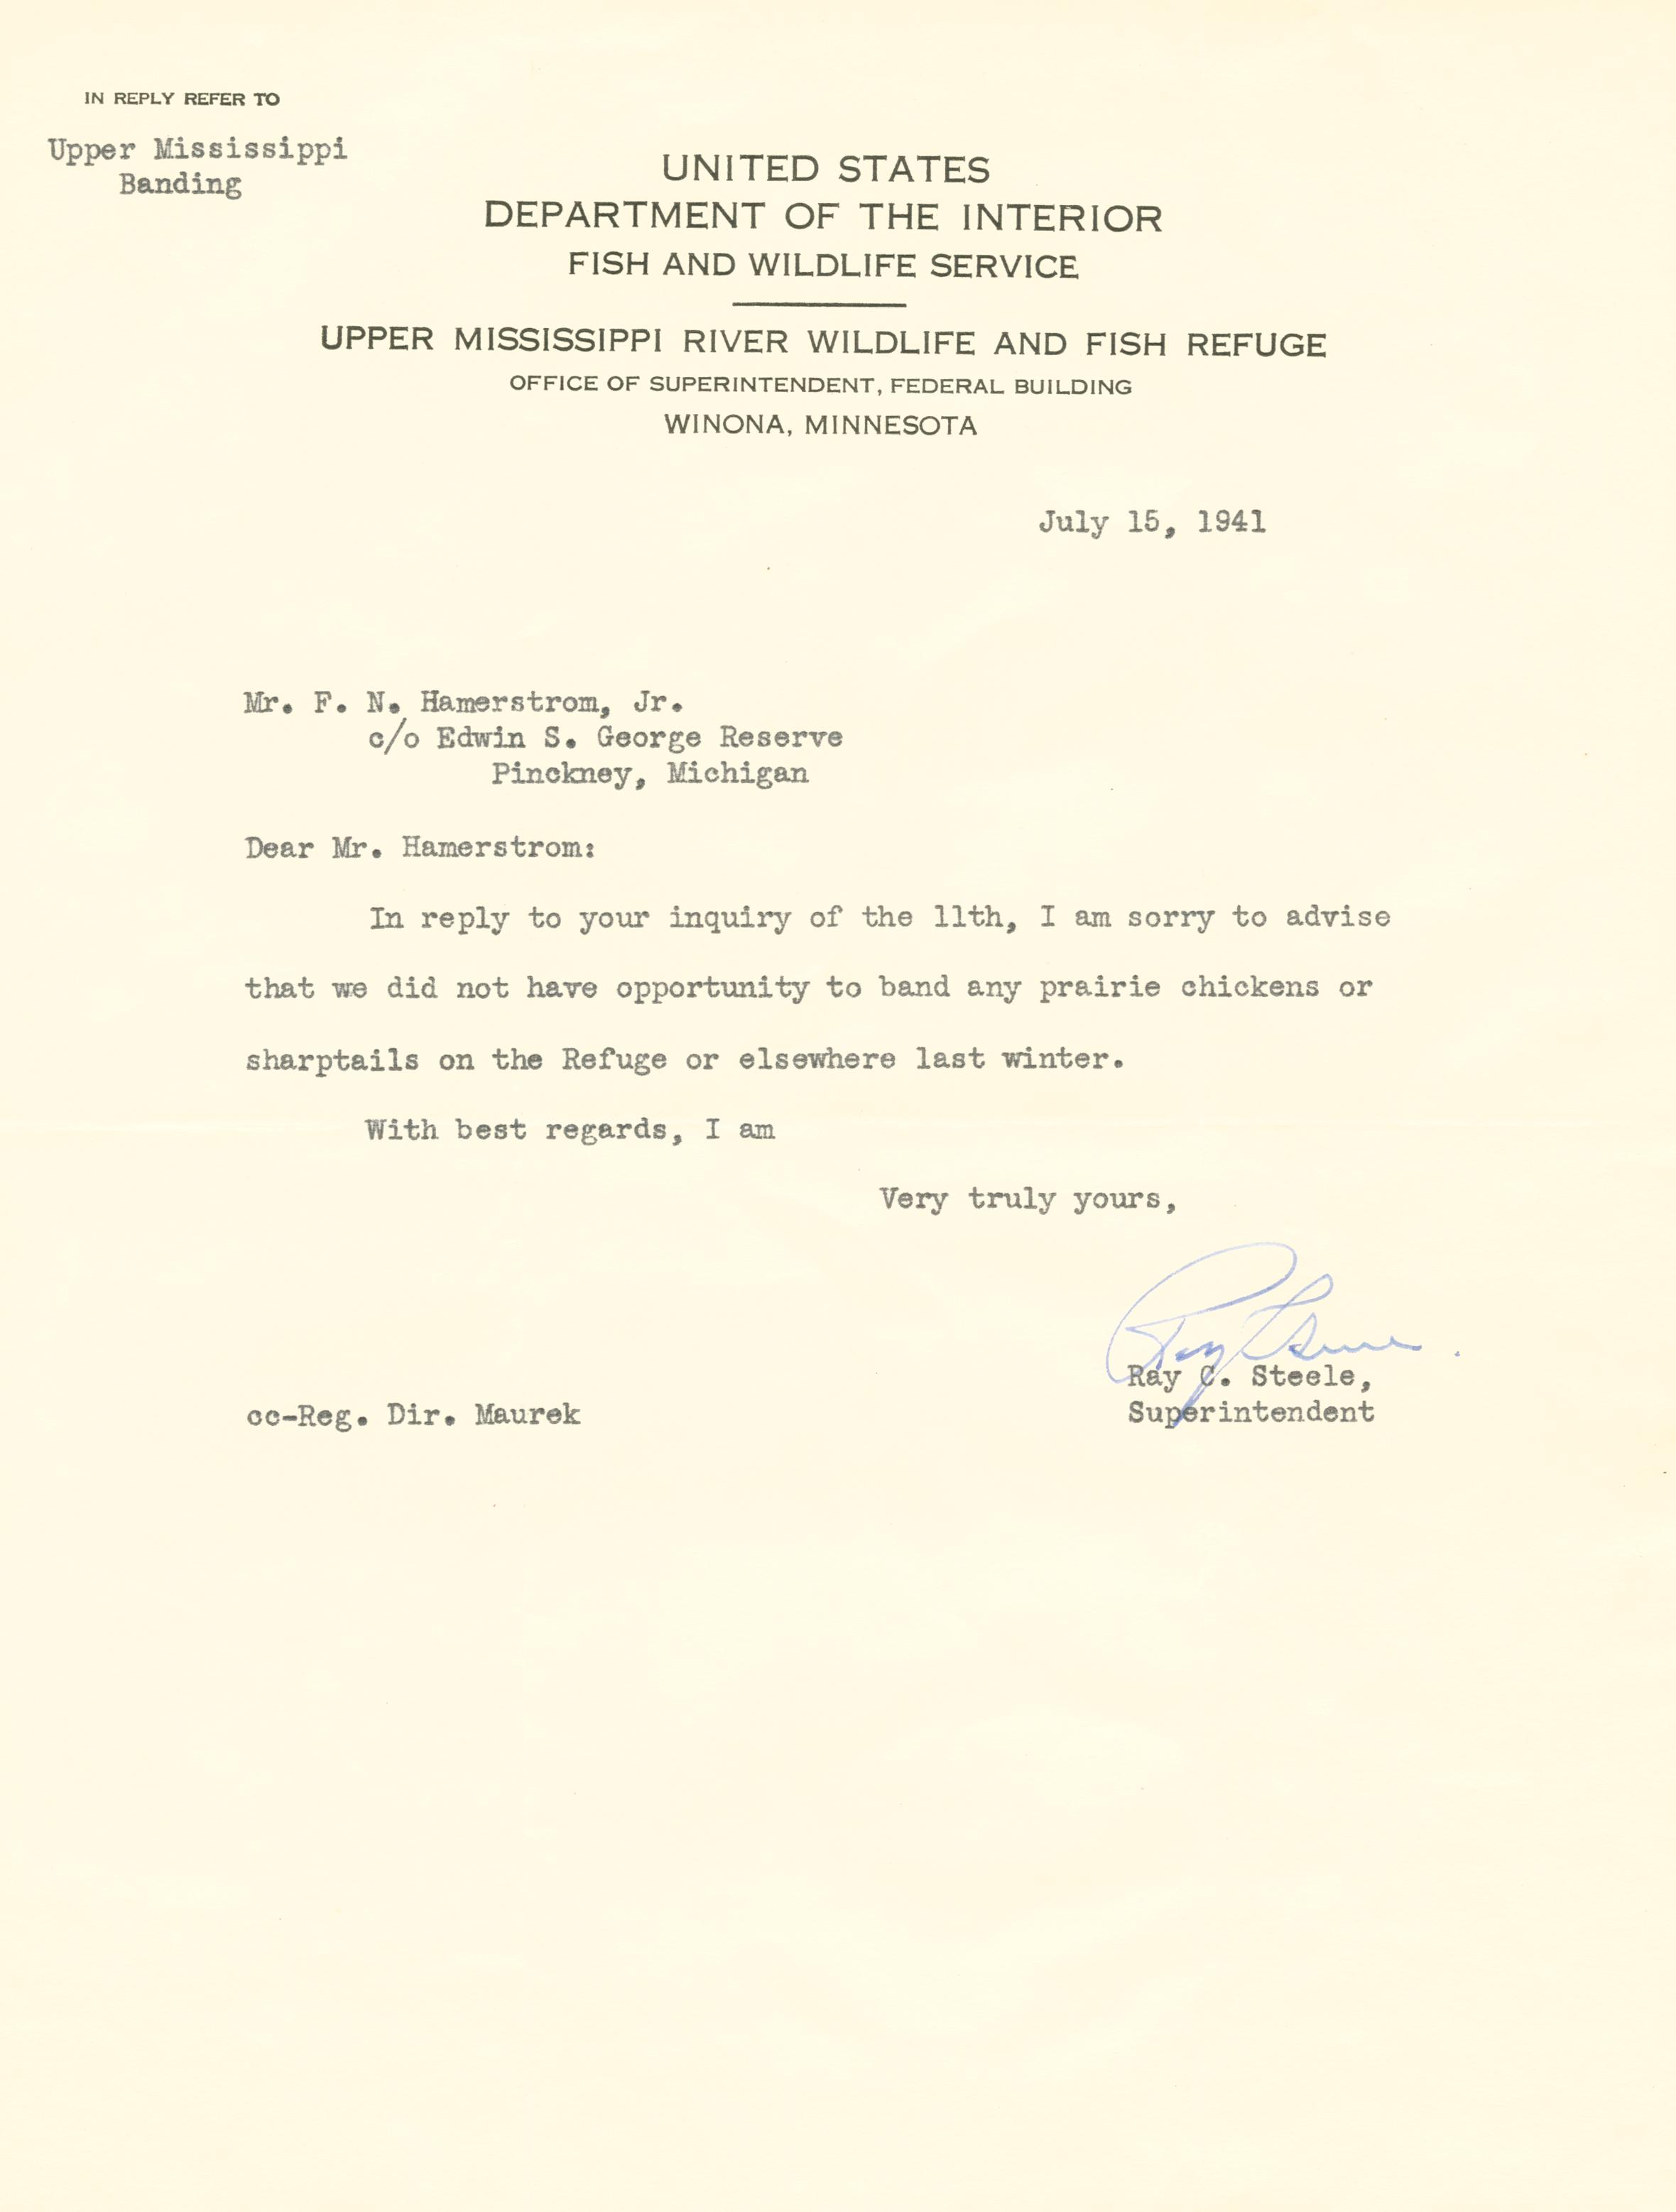 IN REPLY REFER TO
Upper Mississippi
Banding
UNITED STATES
DEPARTMENT OF THE INTERIOR
FISH AND WILDLIFE SERVICE
UPPER MISSISSIPPI RIVER WILDLIFE AND FISH REFUGE
OFFICE OF SUPERINTENDENT, FEDERAL BUILDING
WINONA, MINNESOTA
July 15, 1941
Mr. F. N. Hamerstrom, Jr.
c/o Edwin S. George Reserve
Pinckney, Michigan
Dear Mr. Hamerstrom:
In reply to your inquiry of the 11th, I am sorry to advise
that we did not have opportunity to band any prairie chickens or
sharptails on the Refuge or elsewhere last winter.
With best regards, I am
Very truly yours,
Ray C. Steele,
Superintendent
cc-Reg. Dir. Maurek